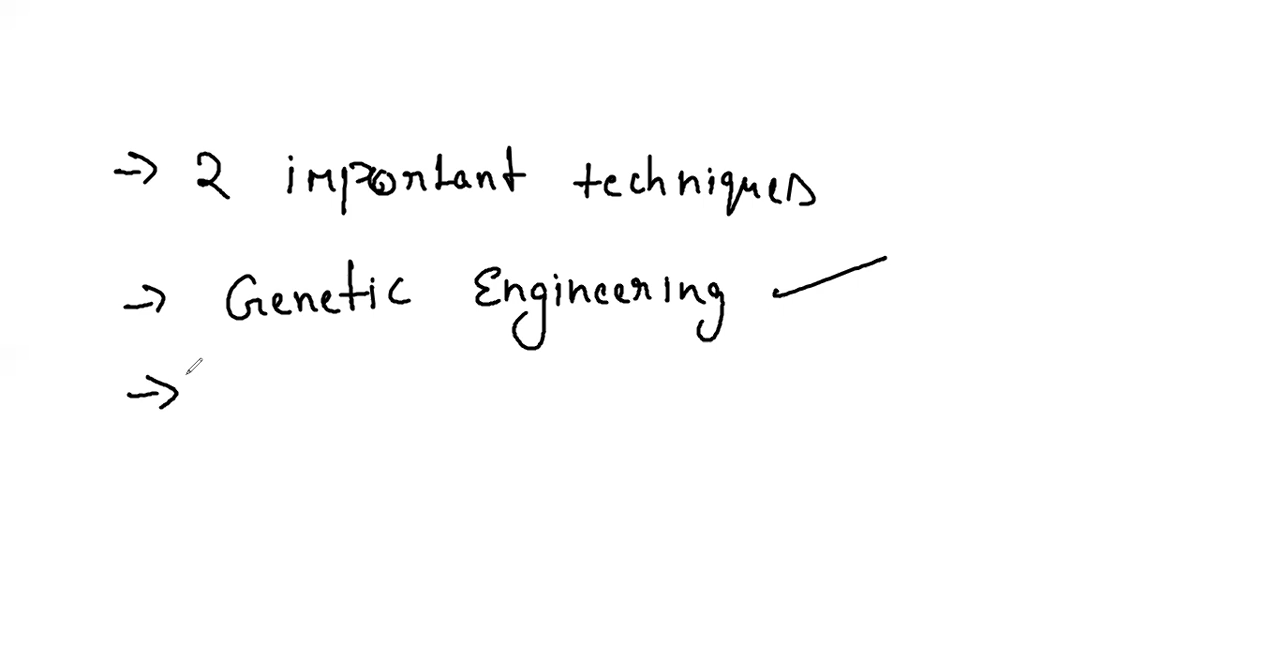 → 2 important techniques
→ Genetic Engineering ✓
→